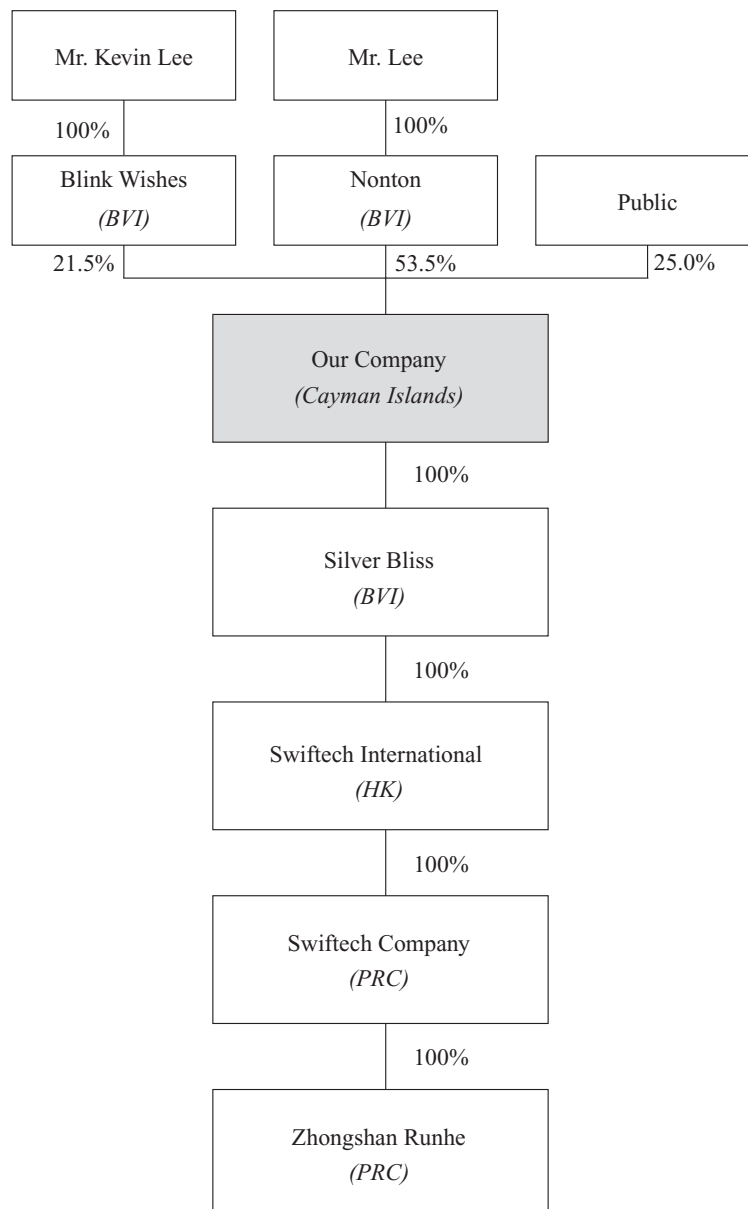 Mr. Kevin Lee
Mr. Lee
100%
100%
Blink Wishes
(BVI)
Nonton
(BVI)
Public
21.5%
53.5%
25.0%
Our Company
(Cayman Islands)
100%
Silver Bliss
(BVI)
100%
Swiftech International
(HK)
100%
Swiftech Company
(PRC)
100%
Zhongshan Runhe
(PRC)